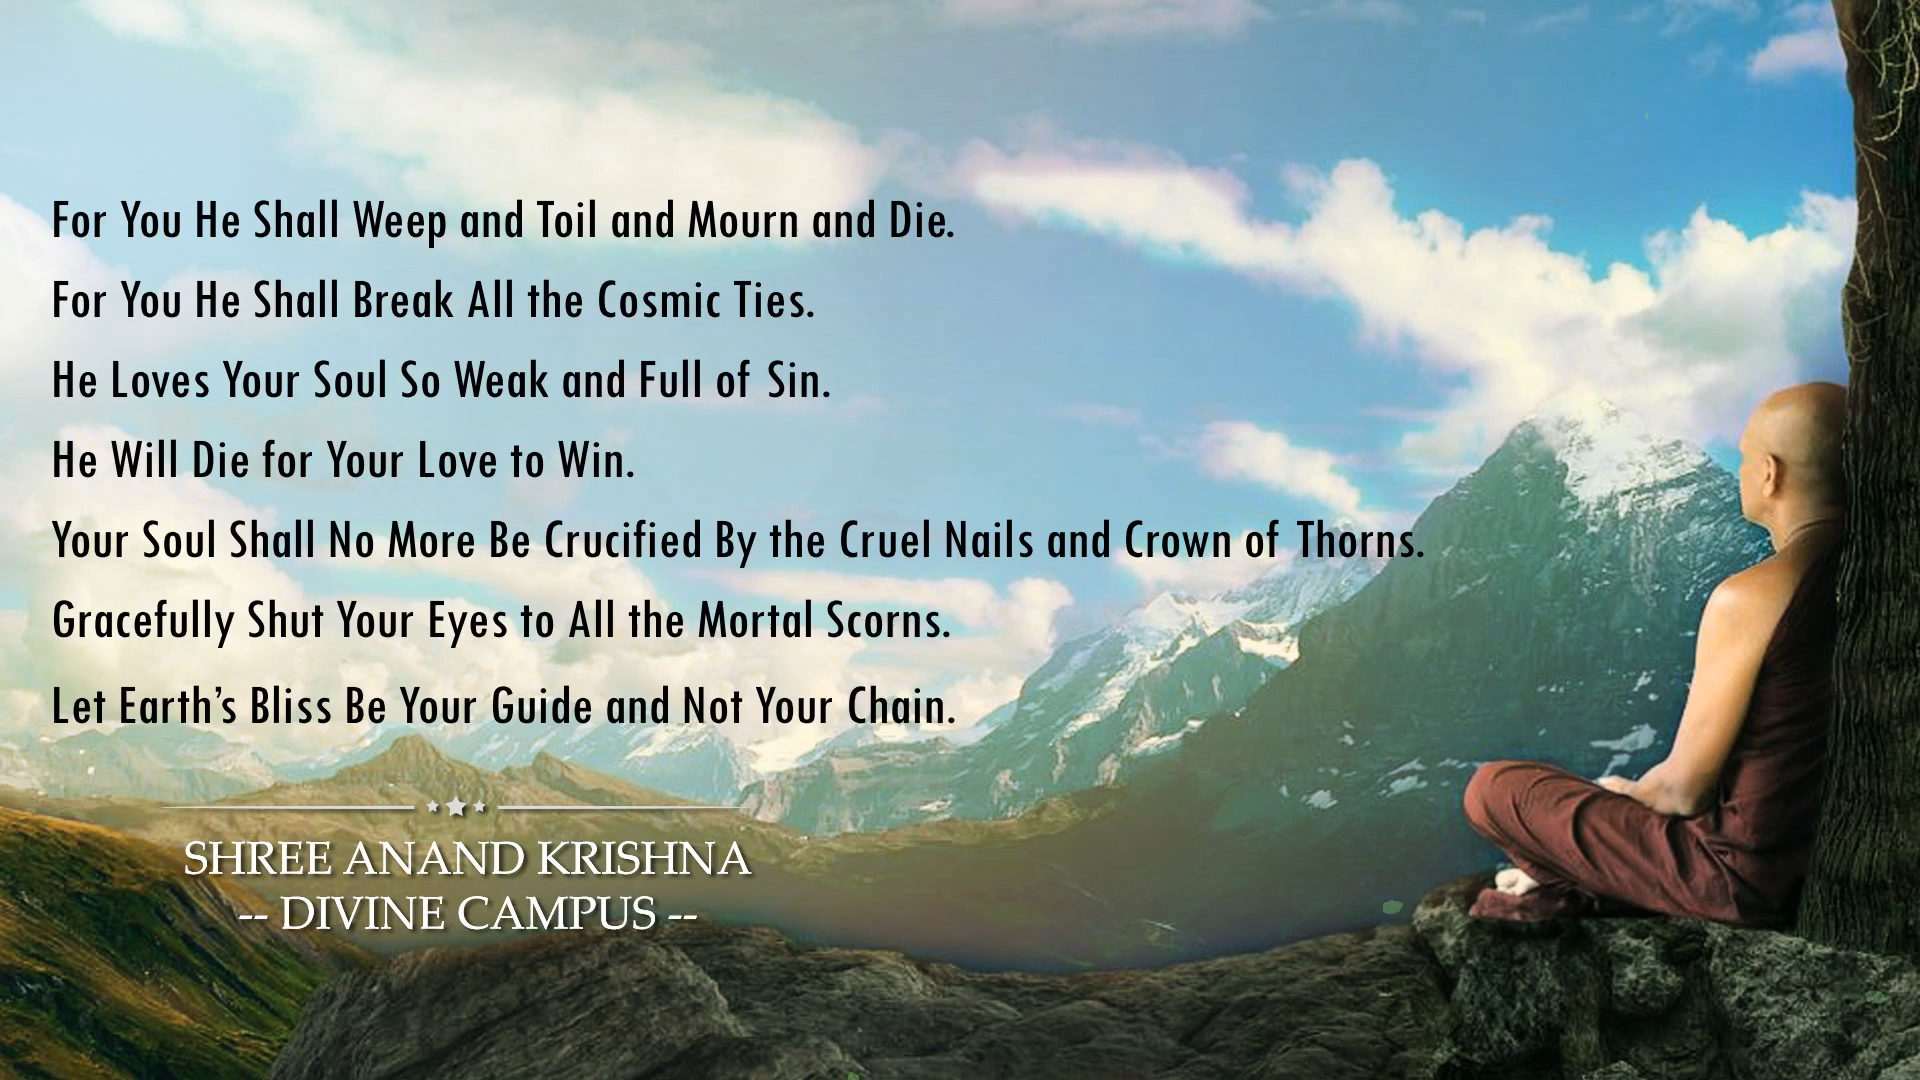 For You He Shall Weep and Toil and Mourn and Die.
For You He Shall Break All the Cosmic Ties.
He Loves Your Soul So Weak and Full of Sin.
He Will Die for Your Love to Win.
Your Soul Shall No More Be Crucified By the Cruel Nails and Crown of Thorns.
Gracefully Shut Your Eyes to All the Mortal Scorns.
Let Earth’s Bliss Be Your Guide and Not Your Chain.
SHREE ANAND KRISHNA
-- DIVINE CAMPUS --